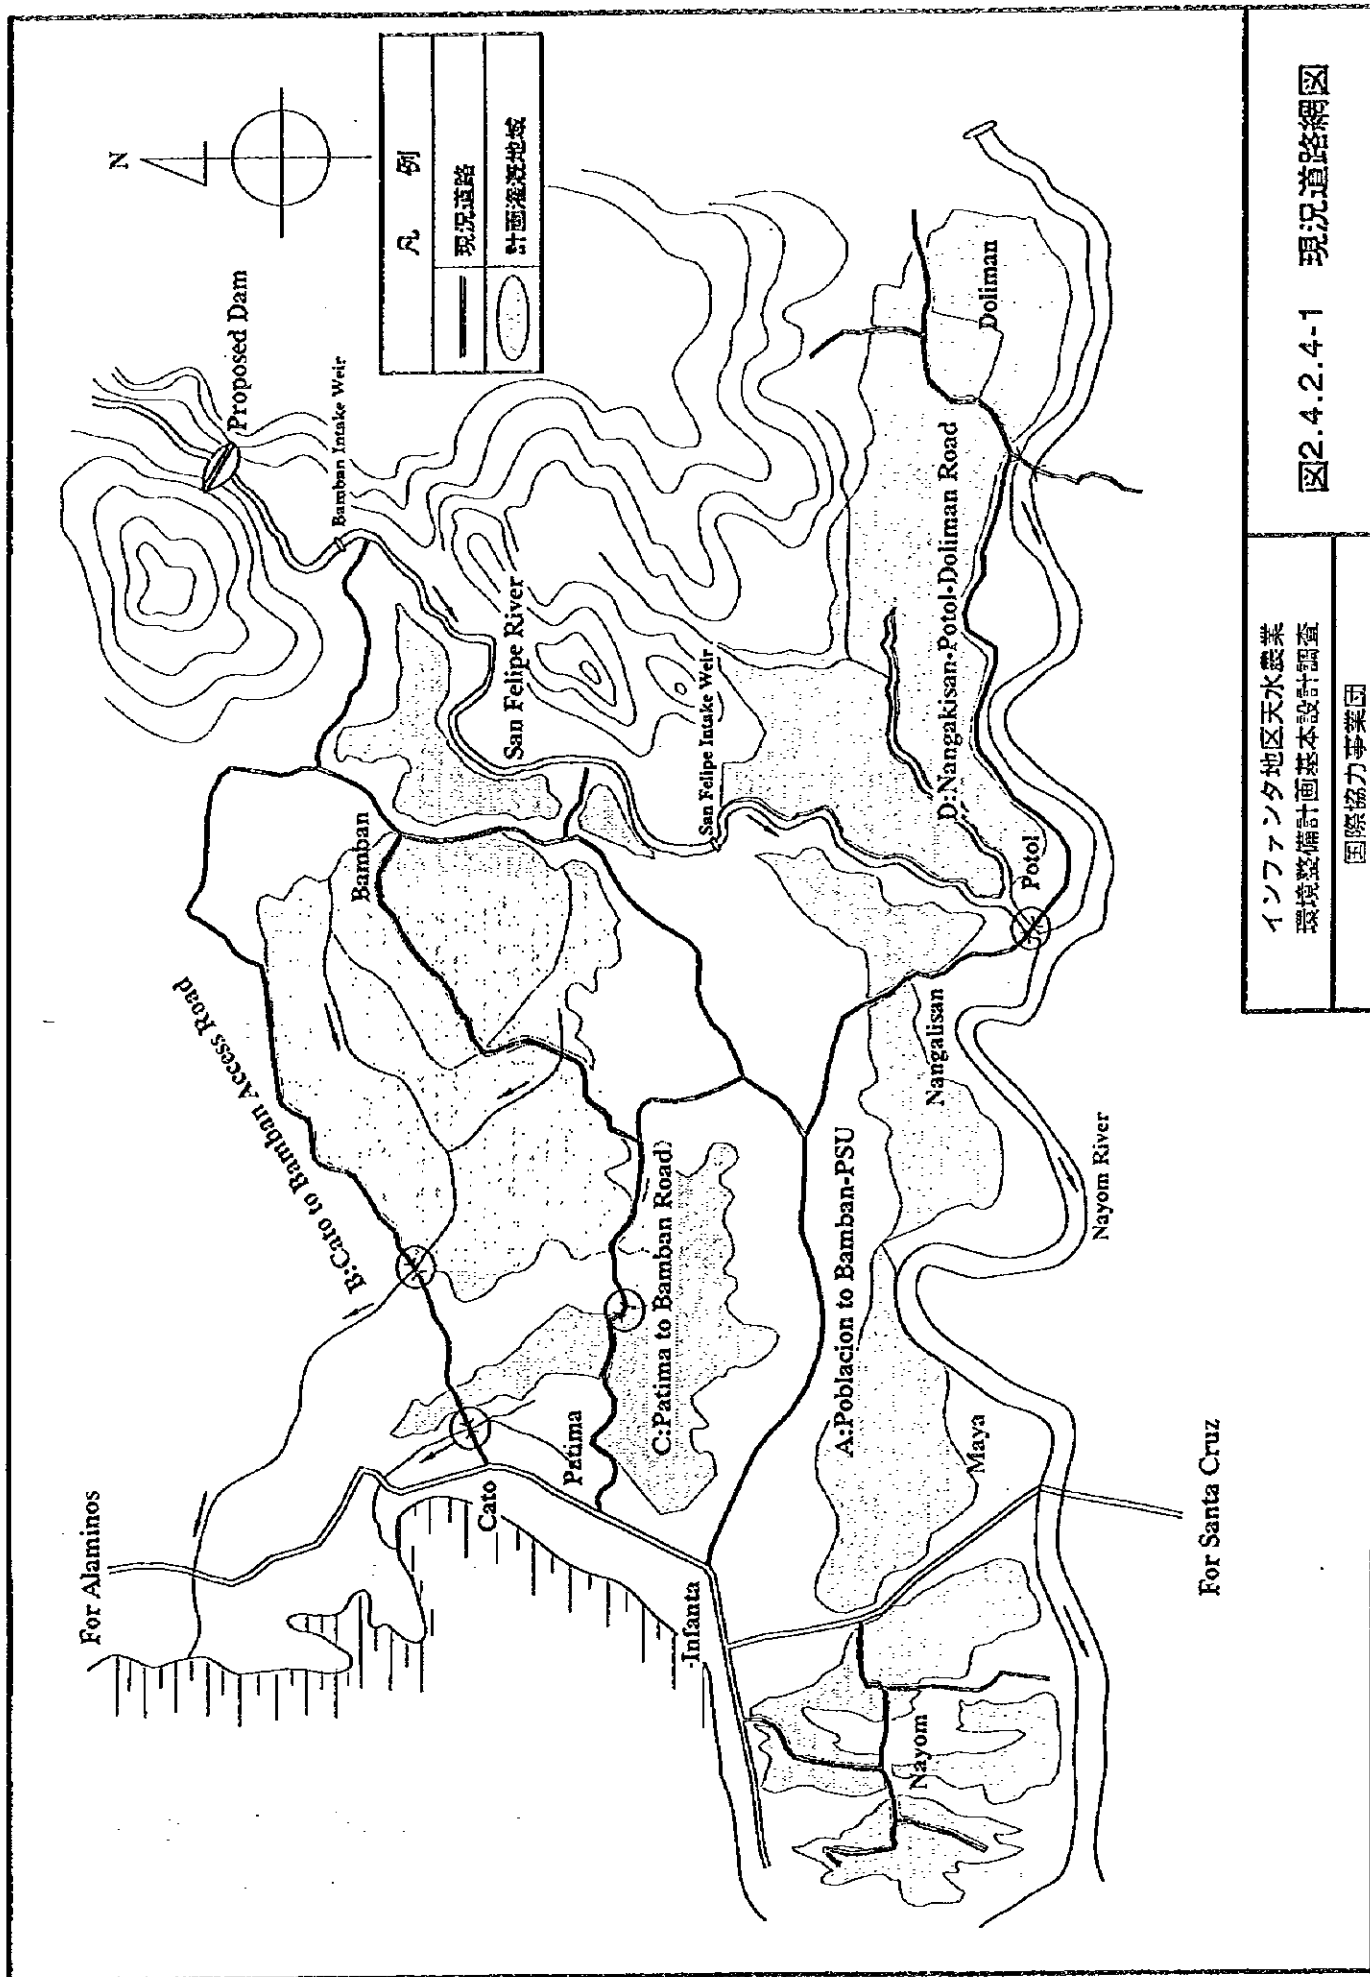 N
凡 例
現況道路
計画灌漑地域
Proposed Dam
Bamban Intake Weir
San Felipe River
San Felipe Intake Weir
Bamban
B:Cato to Bamban Access Road
For Alaminos
Cato
Patima
C:Patima to Bamban Road)
-Infanta
A:Poblacion to Bamban-PSU
Nangalisan
D:Nangakisan-Potol-Doliman Road
Doliman
Potol
Maya
Nayom
Nayom River
For Santa Cruz
インファンタ地区天水農業
環境整備計画基本設計調査
国際協力事業団
図2.4.2.4-1 現況道路網図